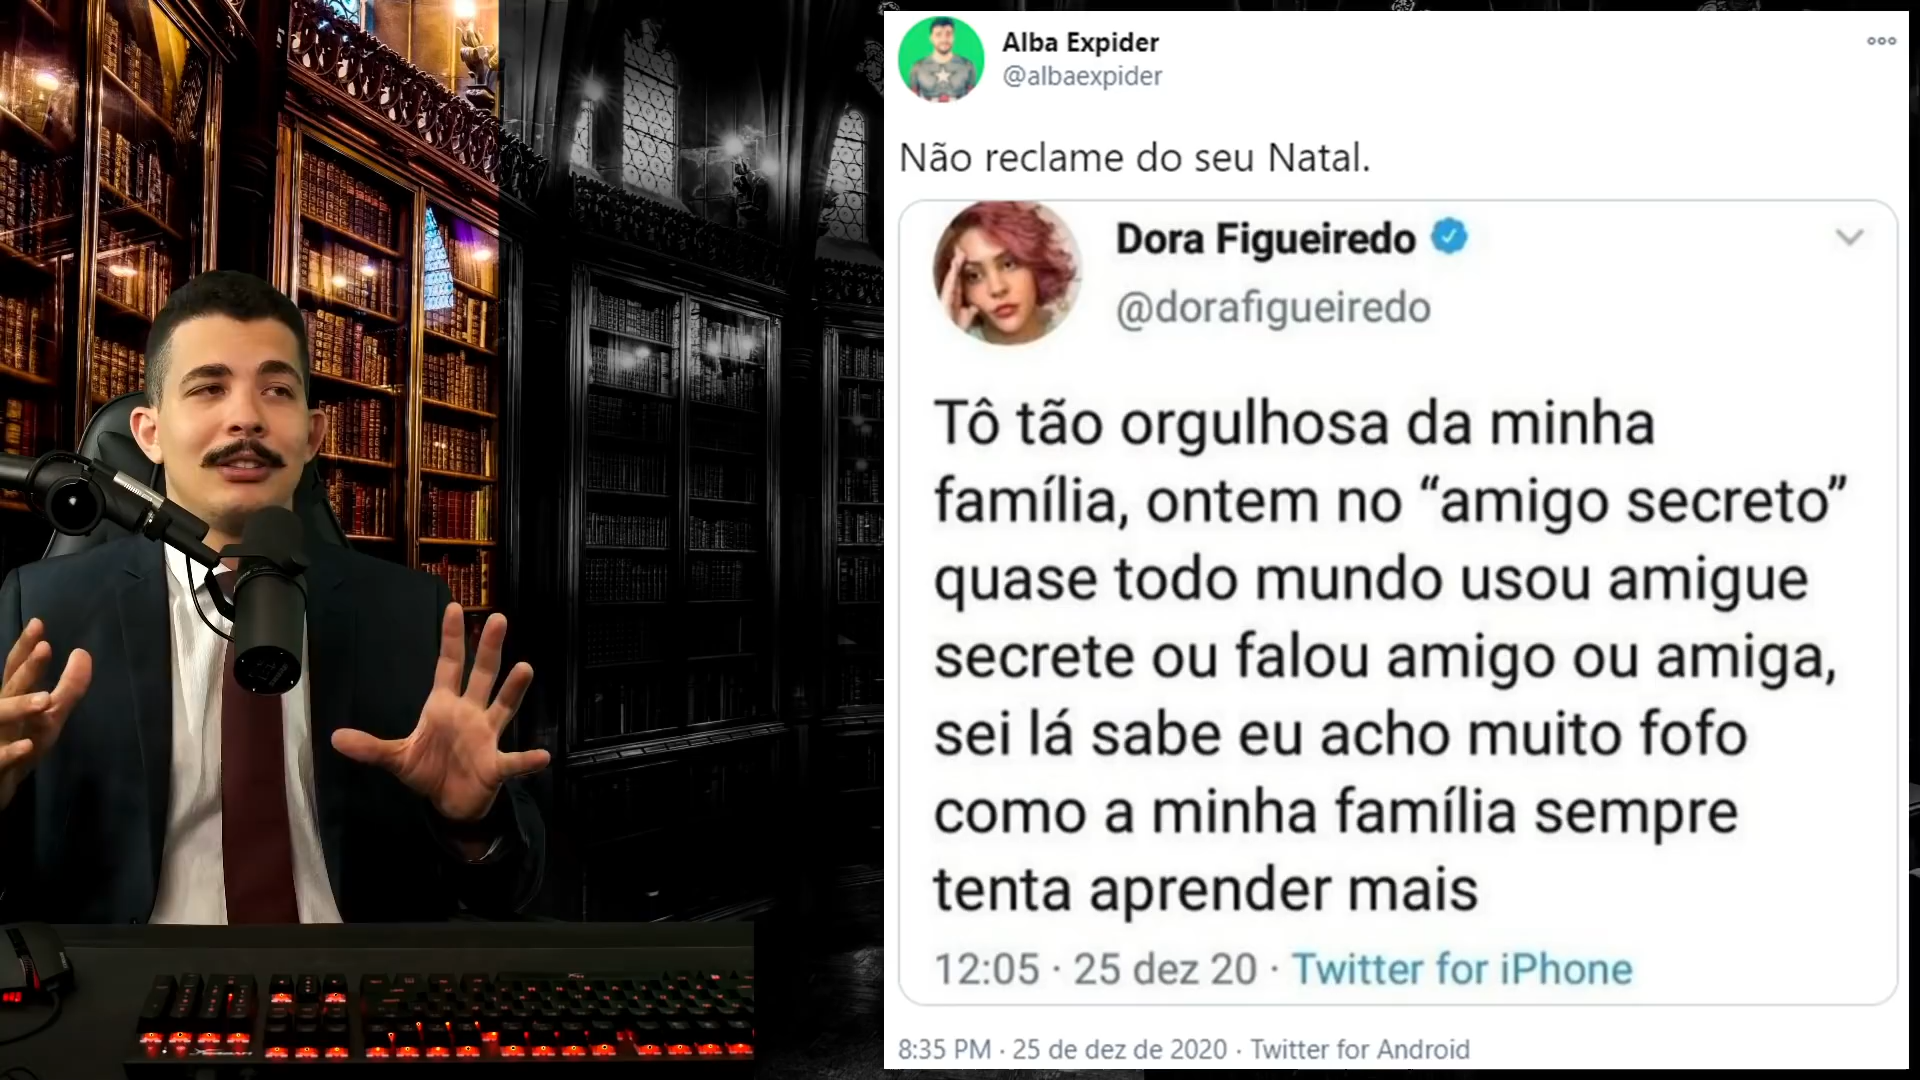 Alba Expider
@albaexpider
Não reclame do seu Natal.
Dora Figueiredo
@dorafigueiredo
Tô tão orgulhosa da minha
família, ontem no “amigo secreto”
quase todo mundo usou amigue
secrete ou falou amigo ou amiga,
sei lá sabe eu acho muito fofo
como a minha família sempre
tenta aprender mais
12:05 · 25 dez 20 · Twitter for iPhone
8:35 PM · 25 de dez de 2020 · Twitter for Android